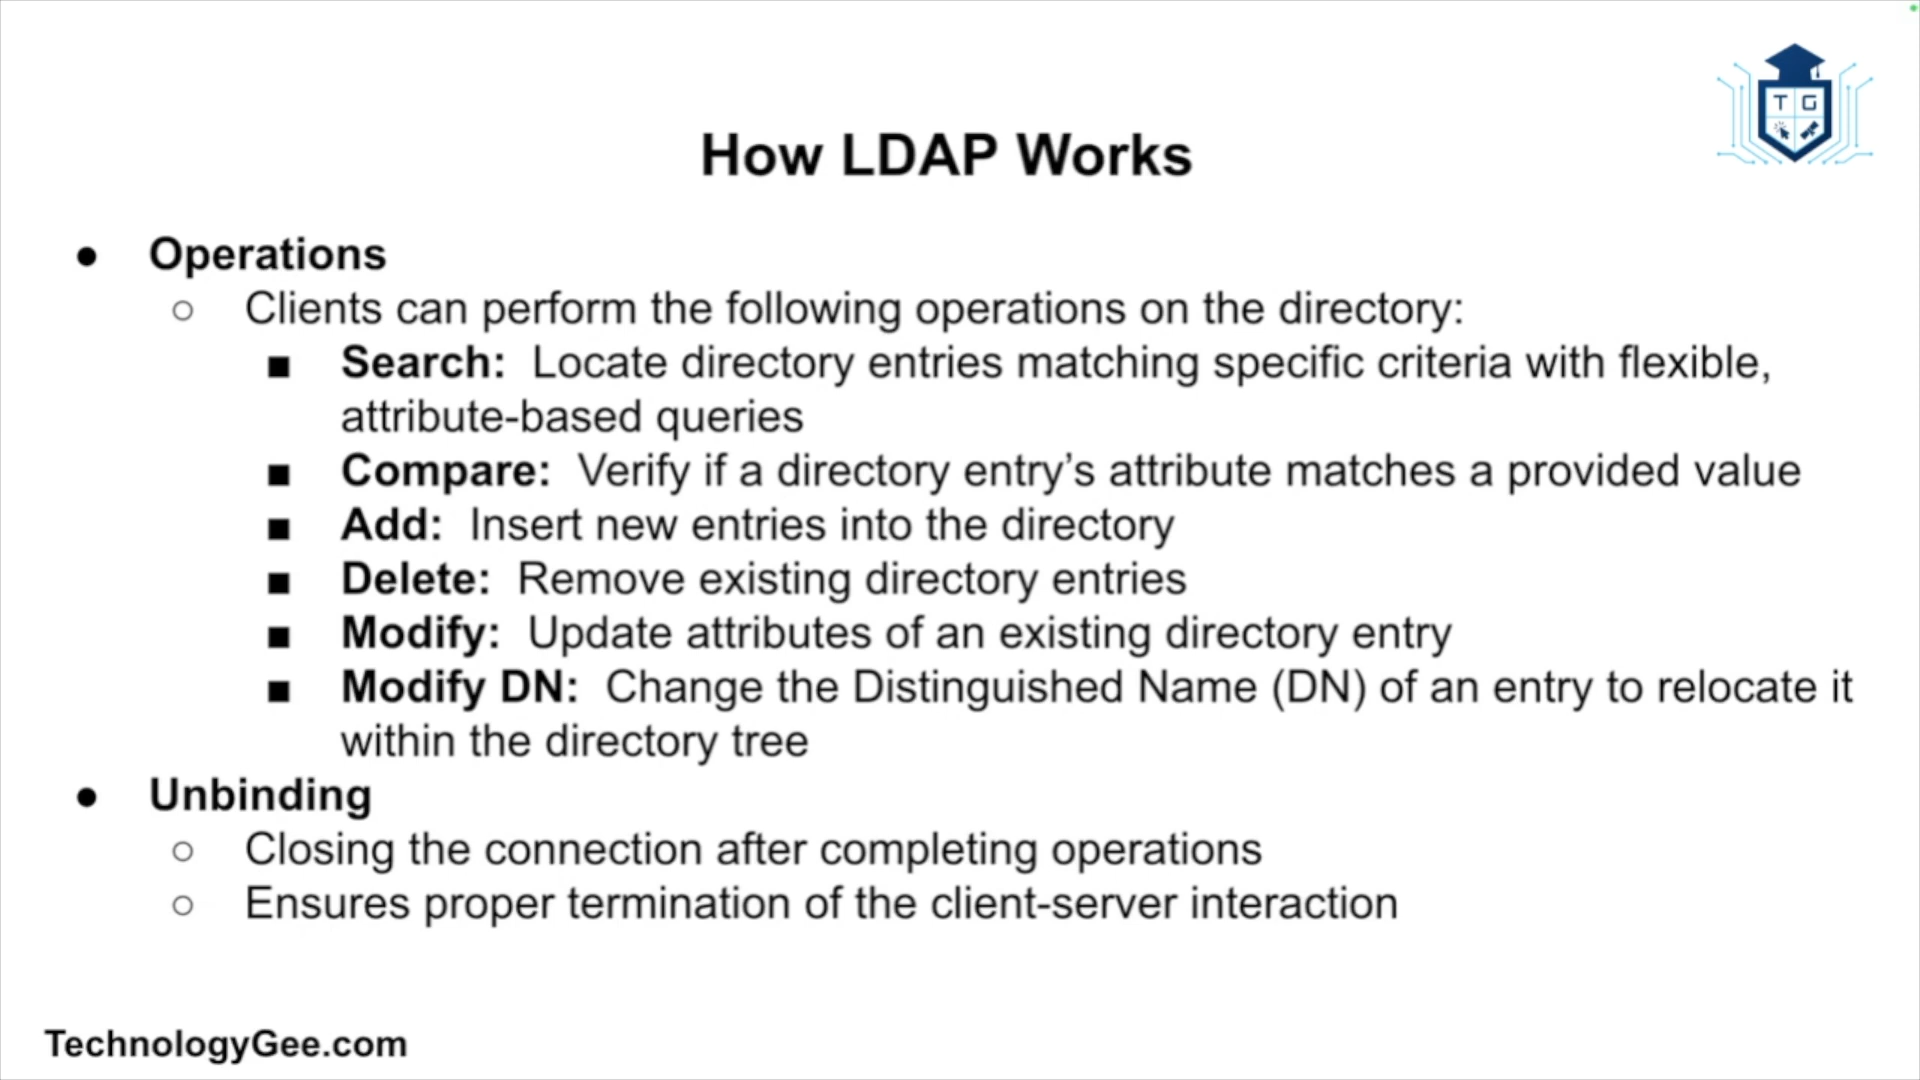 T G
How LDAP Works
● Operations
○ Clients can perform the following operations on the directory:
■ Search: Locate directory entries matching specific criteria with flexible,
attribute-based queries
■ Compare: Verify if a directory entry’s attribute matches a provided value
■ Add: Insert new entries into the directory
■ Delete: Remove existing directory entries
■ Modify: Update attributes of an existing directory entry
■ Modify DN: Change the Distinguished Name (DN) of an entry to relocate it
within the directory tree
● Unbinding
○ Closing the connection after completing operations
○ Ensures proper termination of the client-server interaction
TechnologyGee.com